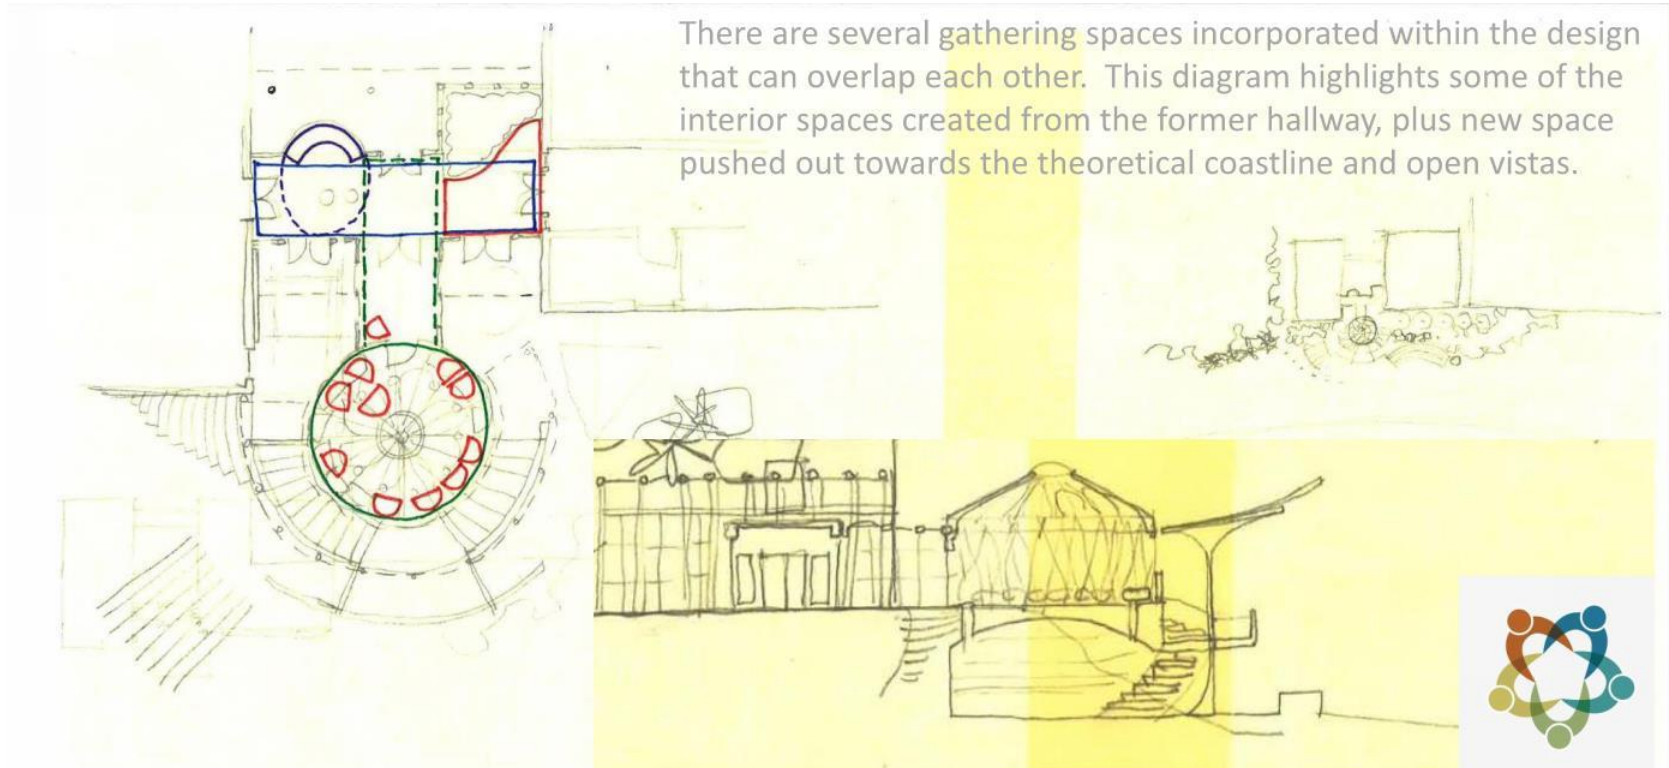 There are several gathering spaces incorporated within the design
that can overlap each other.  This diagram highlights some of the
interior spaces created from the former hallway, plus new space
pushed out towards the theoretical coastline and open vistas.